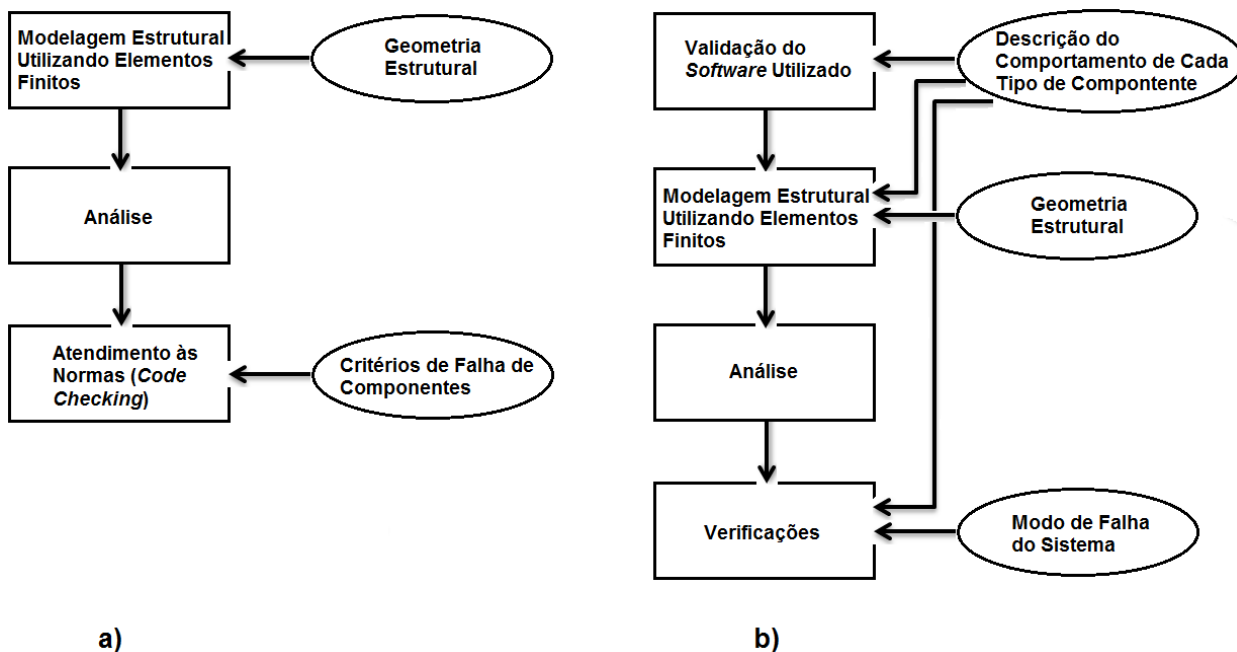 Modelagem Estrutural
Utilizando Elementos
Finitos
Geometria
Estrutural
Análise
Atendimento às
Normas (Code
Checking)
Critérios de Falha de
Componentes
a)
Validação do
Software Utilizado
Descrição do
Comportamento de Cada
Tipo de Compontente
Modelagem Estrutural
Utilizando Elementos
Finitos
Geometria
Estrutural
Análise
Verificações
Modo de Falha
do Sistema
b)